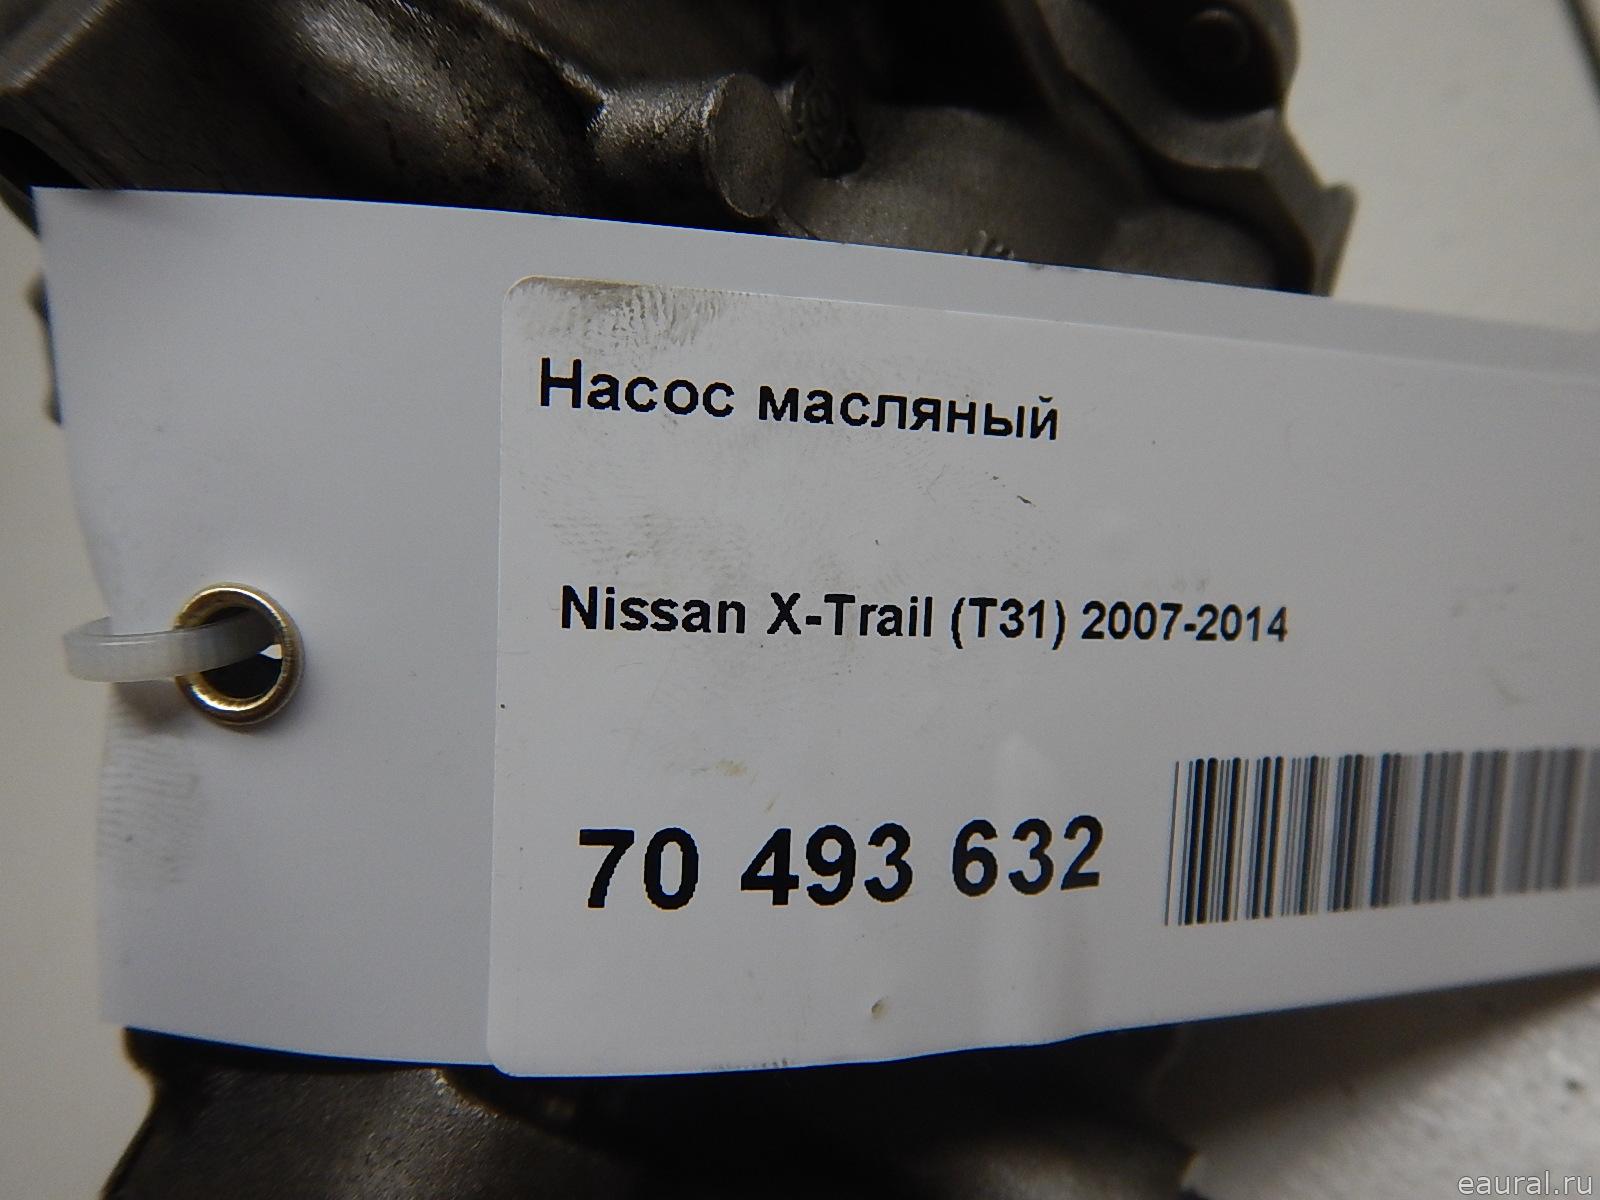 Насос масляный
Nissan X-Trail (T31) 2007-2014
70 493 632
eaural.ru